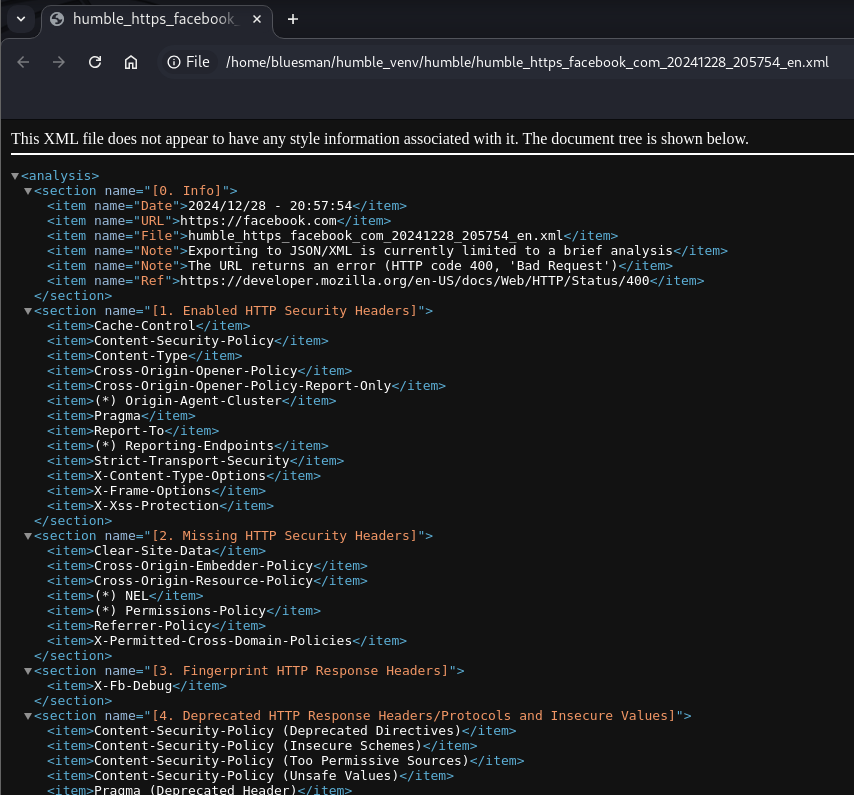 humble_https_facebook_
File /home/bluesman/humble_venv/humble/humble_https_facebook_com_20241228_205754_en.xml
This XML file does not appear to have any style information associated with it. The document tree is shown below.
<analysis>
<section name="[0. Info]">
<item name="Date">2024/12/28 - 20:57:54</item>
<item name="URL">https://facebook.com</item>
<item name="File">humble_https_facebook_com_20241228_205754_en.xml</item>
<item name="Note">Exporting to JSON/XML is currently limited to a brief analysis</item>
<item name="Note">The URL returns an error (HTTP code 400, 'Bad Request')</item>
<item name="Ref">https://developer.mozilla.org/en-US/docs/Web/HTTP/Status/400</item>
</section>
<section name="[1. Enabled HTTP Security Headers]">
<item>Cache-Control</item>
<item>Content-Security-Policy</item>
<item>Content-Type</item>
<item>Cross-Origin-Opener-Policy</item>
<item>Cross-Origin-Opener-Policy-Report-Only</item>
<item>(*) Origin-Agent-Cluster</item>
<item>Pragma</item>
<item>Report-To</item>
<item>(*) Reporting-Endpoints</item>
<item>Strict-Transport-Security</item>
<item>X-Content-Type-Options</item>
<item>X-Frame-Options</item>
<item>X-Xss-Protection</item>
</section>
<section name="[2. Missing HTTP Security Headers]">
<item>Clear-Site-Data</item>
<item>Cross-Origin-Embedder-Policy</item>
<item>Cross-Origin-Resource-Policy</item>
<item>(*) NEL</item>
<item>(*) Permissions-Policy</item>
<item>Referrer-Policy</item>
<item>X-Permitted-Cross-Domain-Policies</item>
</section>
<section name="[3. Fingerprint HTTP Response Headers]">
<item>X-Fb-Debug</item>
</section>
<section name="[4. Deprecated HTTP Response Headers/Protocols and Insecure Values]">
<item>Content-Security-Policy (Deprecated Directives)</item>
<item>Content-Security-Policy (Insecure Schemes)</item>
<item>Content-Security-Policy (Too Permissive Sources)</item>
<item>Content-Security-Policy (Unsafe Values)</item>
<item>Pragma (Deprecated Header)</item>